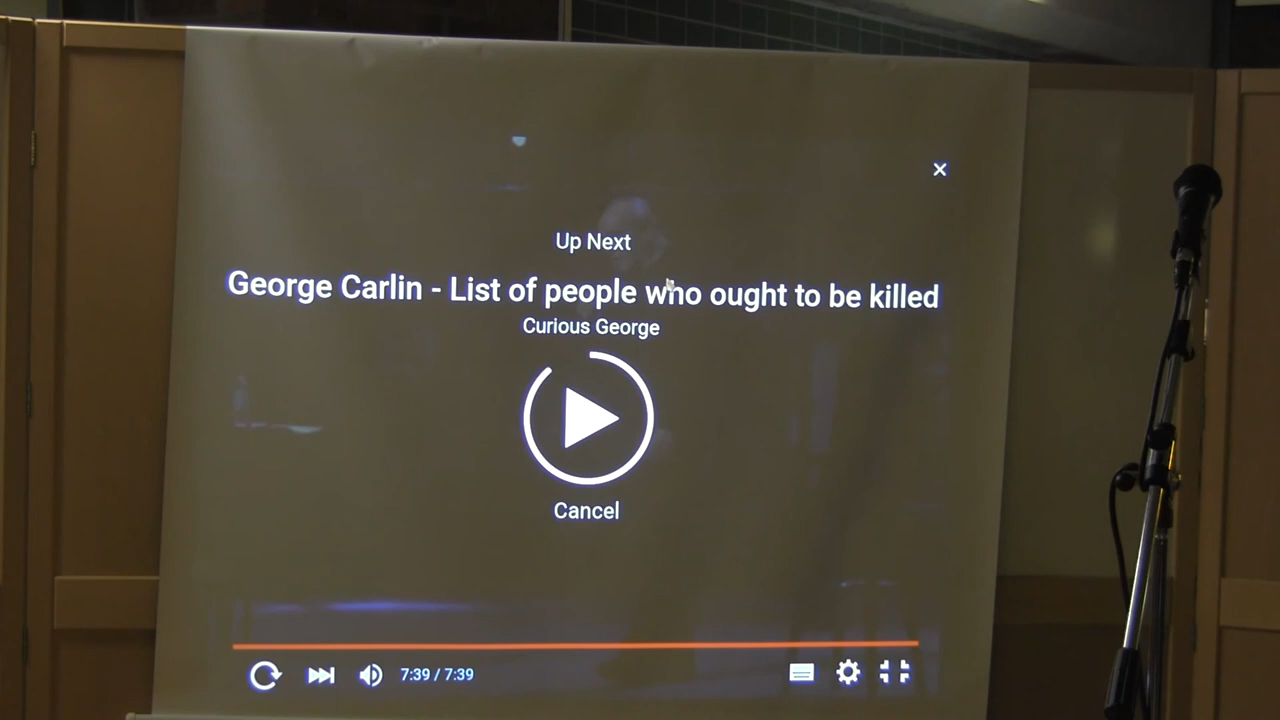 Up Next
George Carlin - List of people who ought to be killed
Curious George
Cancel
7:39 / 7:39